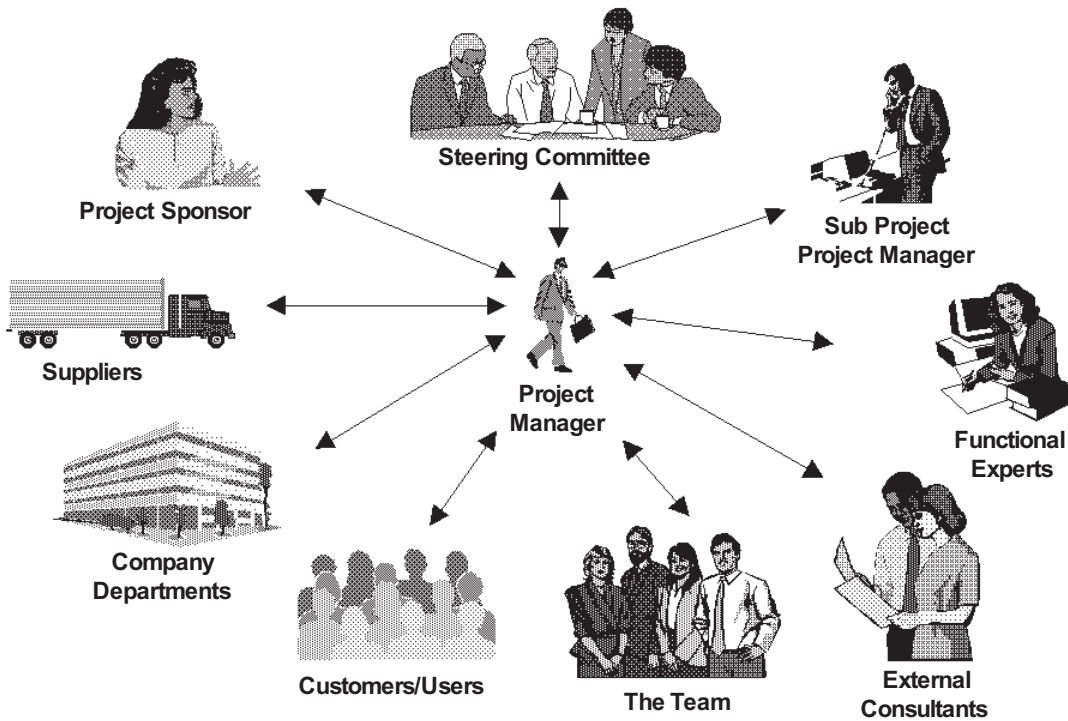 Steering Committee
Project Sponsor
Sub Project
Project Manager
Suppliers
Project
Manager
Functional
Experts
Company
Departments
Customers/Users
The Team
External
Consultants